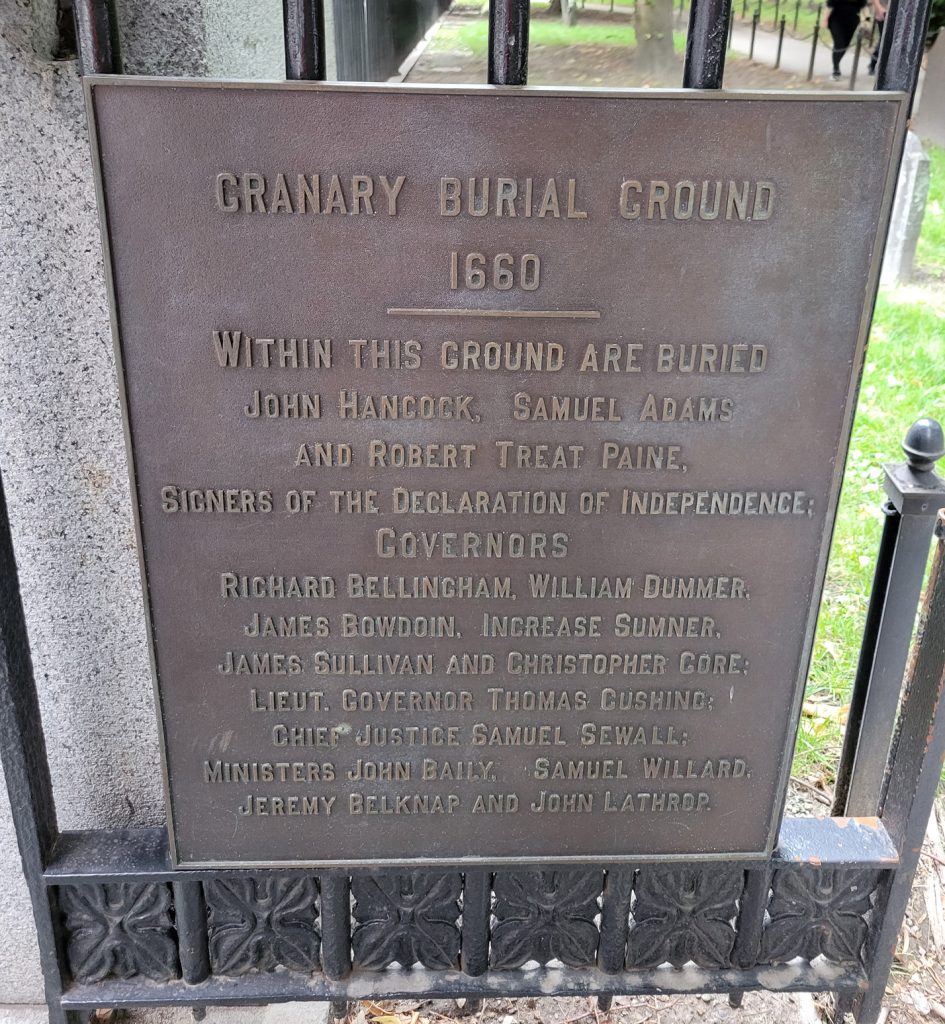 GRANARY BURIAL GROUND
1660
WITHIN THIS GROUND ARE BURIED
JOHN HANCOCK, SAMUEL ADAMS
AND ROBERT TREAT PAINE,
SIGNERS OF THE DECLARATION OF INDEPENDENCE;
GOVERNORS
RICHARD BELLINGHAM, WILLIAM DUMMER,
JAMES BOWDOIN, INCREASE SUMNER,
JAMES SULLIVAN AND CHRISTOPHER GORE;
LIEUT. GOVERNOR THOMAS CUSHING;
CHIEF JUSTICE SAMUEL SEWALL;
MINISTERS JOHN BAILY, SAMUEL WILLARD,
JEREMY BELKNAP AND JOHN LATHROP.